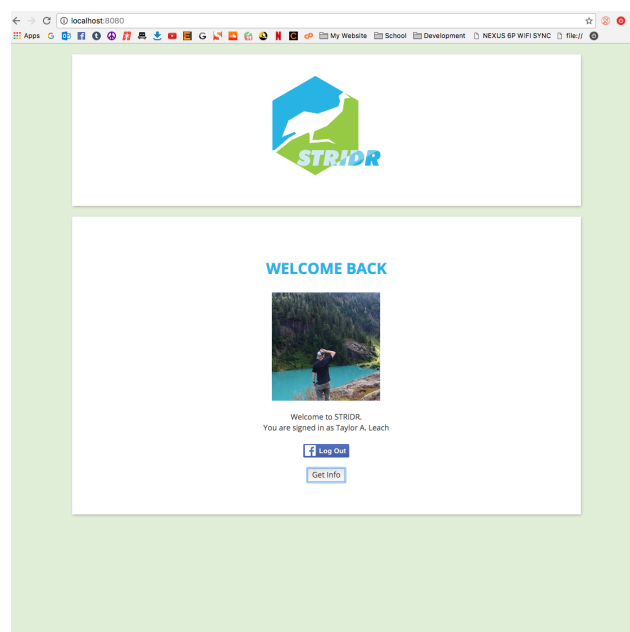 localhost:8080
Apps
My Website
School
Development
NEXUS 6P WIFI SYNC
file://
STRIDR
WELCOME BACK
Welcome to STRIDR.
You are signed in as Taylor A. Leach
Log Out
Get Info